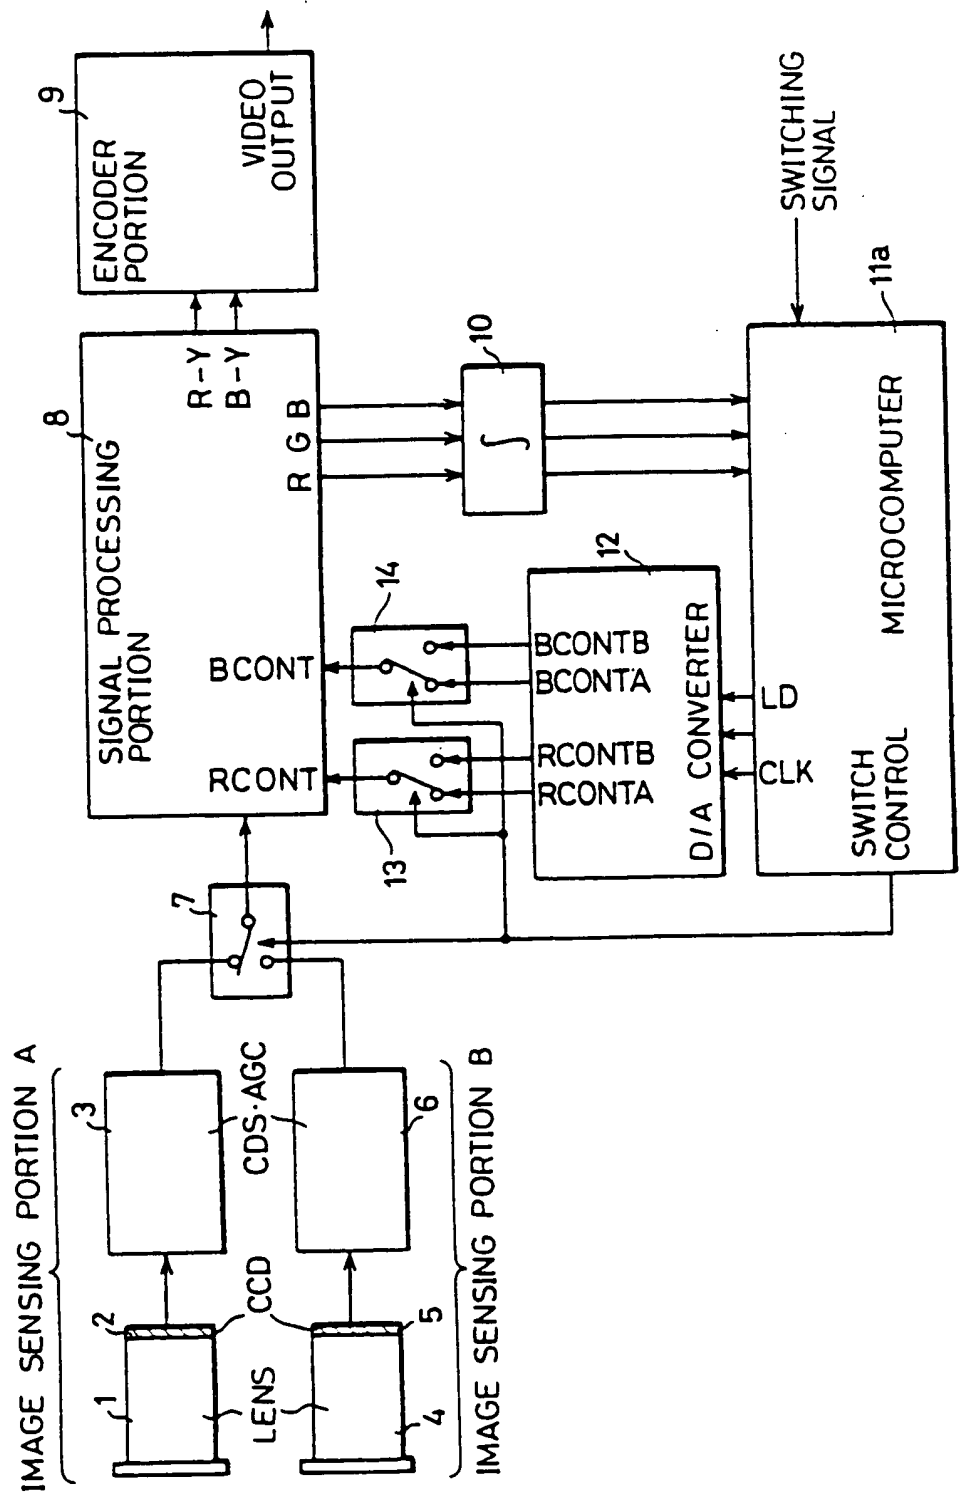 IMAGE SENSING PORTION A
1
2
3
LENS
CCD
CDS·AGC
4
5
6
IMAGE SENSING PORTION B
7
8
SIGNAL PROCESSING
PORTION
RCONT
BCONT
R G B
R-Y
B-Y
9
ENCODER
PORTION
VIDEO
OUTPUT
13
14
10
∫
12
RCONTA
RCONTB
BCONTA
BCONTB
D/A CONVERTER
CLK
LD
SWITCH
CONTROL
MICROCOMPUTER
11a
SWITCHING
SIGNAL